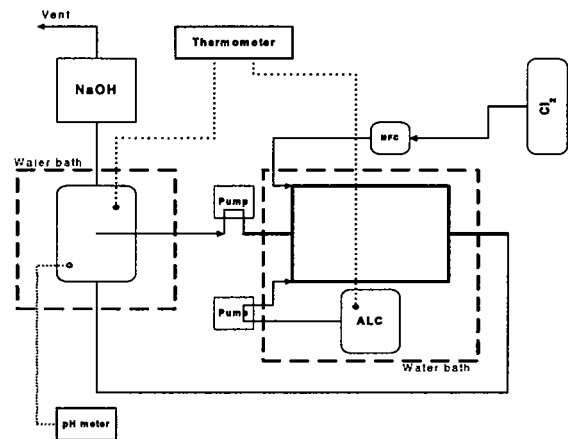 Vent
Thermometer
NaOH
Cl2
MFC
Water bath
Pump
Pump
ALC
Water bath
pH meter